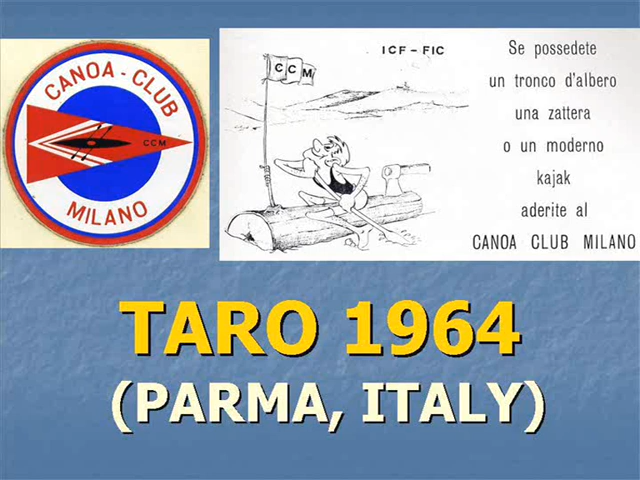 CANOA - CLUB
CCM
MILANO
ICF - FIC
CCM
Se possedete
un tronco d'albero
una zattera
o un moderno
kajak
aderite al
CANOA CLUB MILANO
TARO 1964
(PARMA, ITALY)